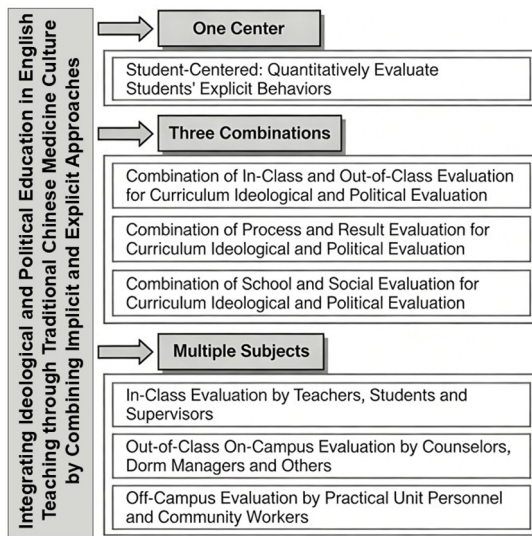 Integrating Ideological and Political Education in English
Teaching through Traditional Chinese Medicine Culture
by Combining Implicit and Explicit Approaches
One Center
Student-Centered: Quantitatively Evaluate
Students' Explicit Behaviors
Three Combinations
Combination of In-Class and Out-of-Class Evaluation
for Curriculum Ideological and Political Evaluation
Combination of Process and Result Evaluation for
Curriculum Ideological and Political Evaluation
Combination of School and Social Evaluation for
Curriculum Ideological and Political Evaluation
Multiple Subjects
In-Class Evaluation by Teachers, Students and
Supervisors
Out-of-Class On-Campus Evaluation by Counselors,
Dorm Managers and Others
Off-Campus Evaluation by Practical Unit Personnel
and Community Workers